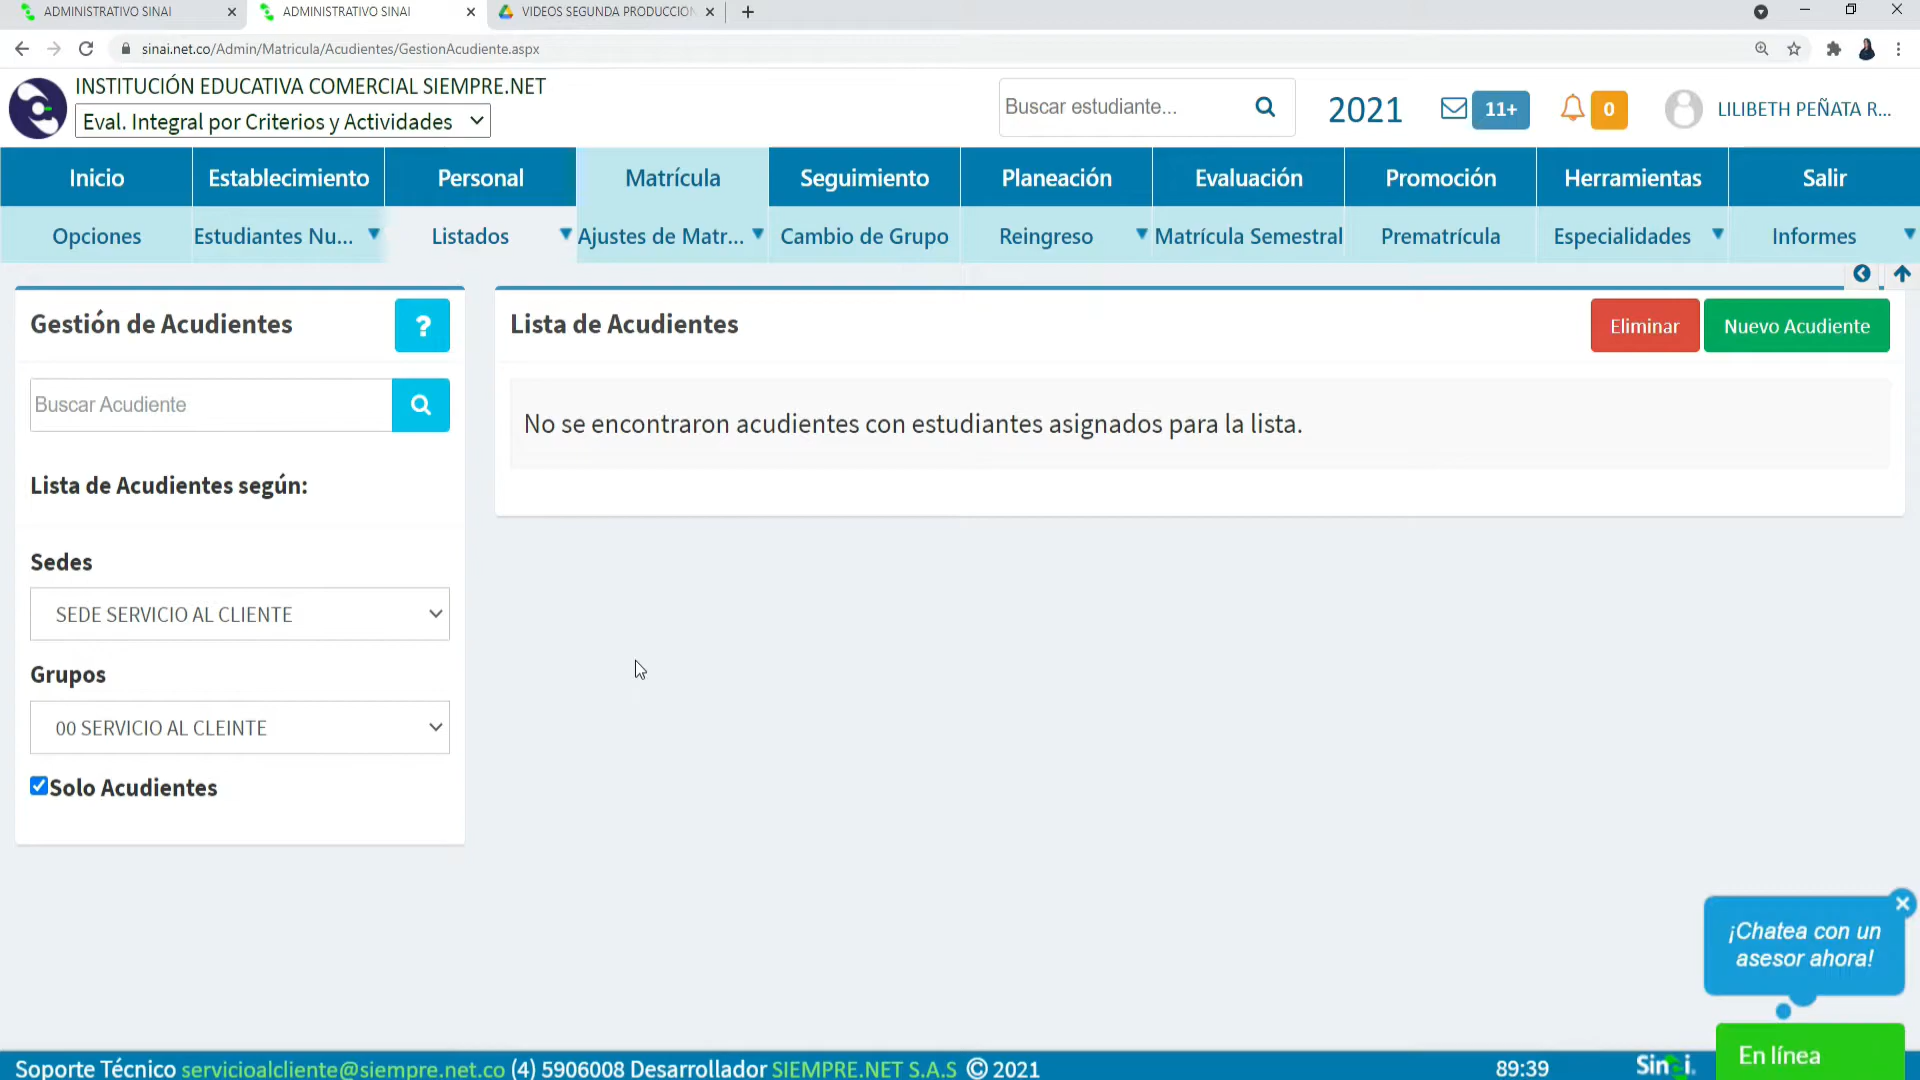 ADMINISTRATIVO SINAI
ADMINISTRATIVO SINAI
VIDEOS SEGUNDA PRODUCCION
sinai.net.co/Admin/Matricula/Acudientes/GestionAcudiente.aspx
INSTITUCIÓN EDUCATIVA COMERCIAL SIEMPRE.NET
Eval. Integral por Criterios y Actividades
Buscar estudiante...
2021
11+
0
LILIBETH PEÑATA R...
Inicio
Establecimiento
Personal
Matrícula
Seguimiento
Planeación
Evaluación
Promoción
Herramientas
Salir
Opciones
Estudiantes Nu...
Listados
Ajustes de Matr...
Cambio de Grupo
Reingreso
Matrícula Semestral
Prematrícula
Especialidades
Informes
Gestión de Acudientes
?
Buscar Acudiente
Lista de Acudientes según:
Sedes
SEDE SERVICIO AL CLIENTE
Grupos
00 SERVICIO AL CLEINTE
Solo Acudientes
Lista de Acudientes
Eliminar
Nuevo Acudiente
No se encontraron acudientes con estudiantes asignados para la lista.
¡Chatea con un
asesor ahora!
En línea
Soporte Técnico servicioalcliente@siempre.net.co (4) 5906008 Desarrollador SIEMPRE.NET S.A.S © 2021
89:39
Sinai.